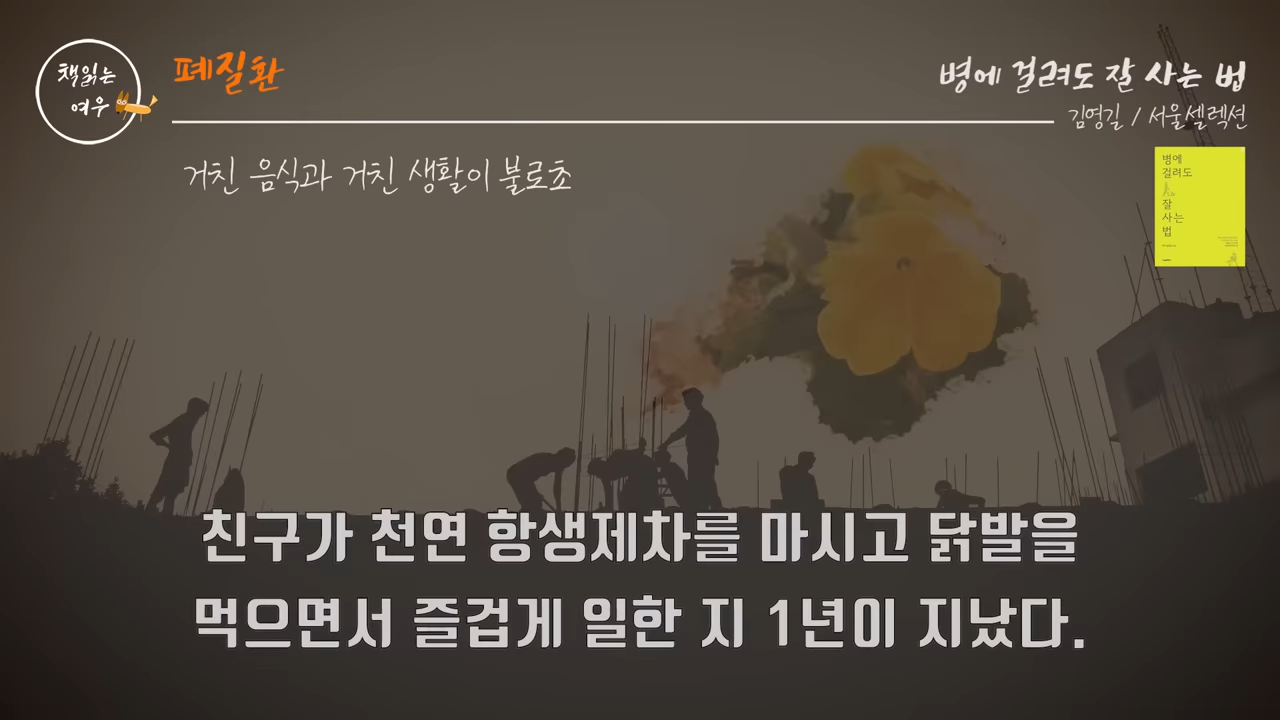 책읽는
여우
폐질환
병에 걸려도 잘 사는 법
김영길 / 서울셀렉션
거친 음식과 거친 생활이 불로초
병에
걸려도
잘
사는
법
친구가 천연 항생제차를 마시고 닭발을
먹으면서 즐겁게 일한 지 1년이 지났다.